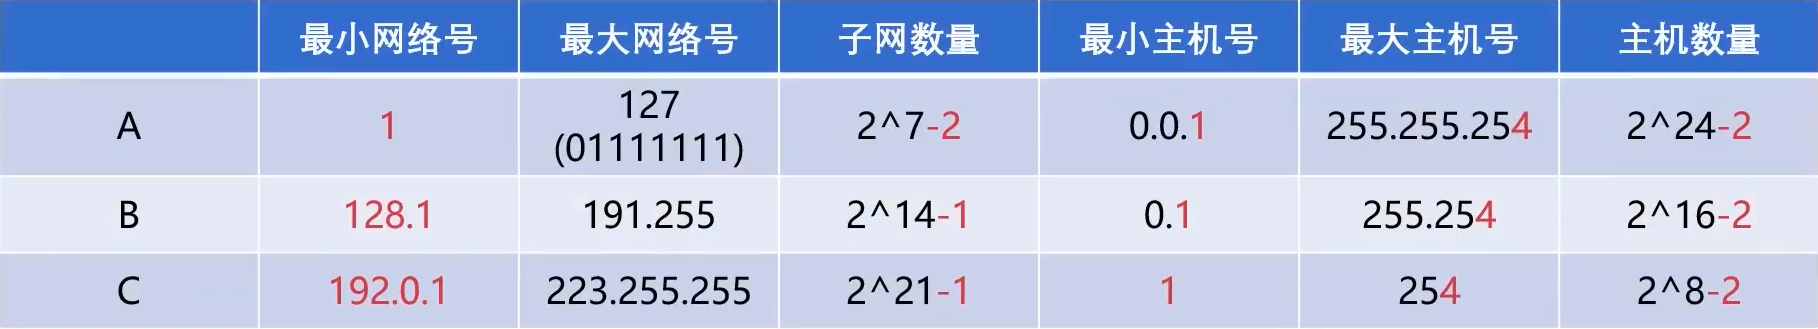 最小网络号 最大网络号 子网数量 最小主机号 最大主机号 主机数量
A 1 127 (01111111) 2^7-2 0.0.1 255.255.254 2^24-2
B 128.1 191.255 2^14-1 0.1 255.254 2^16-2
C 192.0.1 223.255.255 2^21-1 1 254 2^8-2